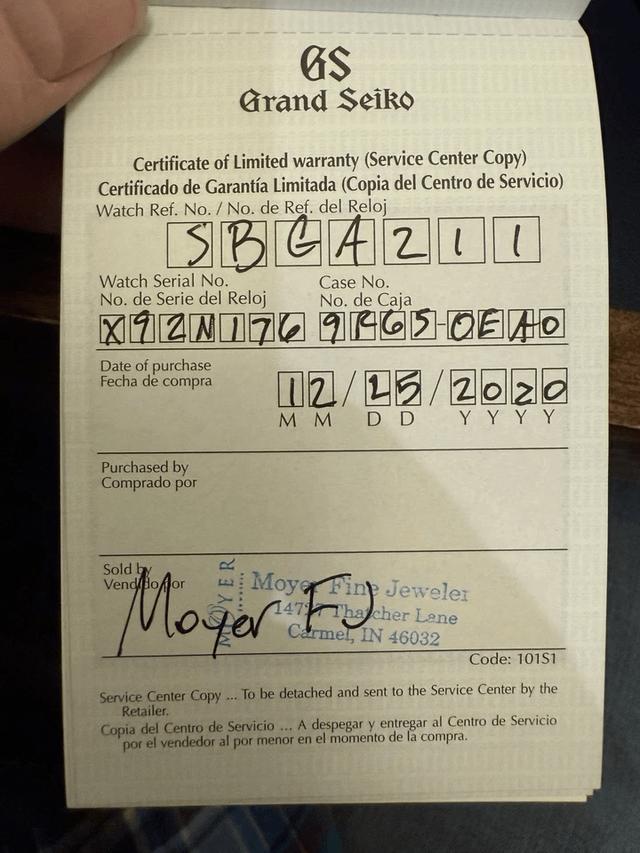 GS
Grand Seiko
Certificate of Limited warranty (Service Center Copy)
Certificado de Garantía Limitada (Copia del Centro de Servicio)
Watch Ref. No. / No. de Ref. del Reloj
SBGA211
Watch Serial No. Case No.
No. de Serie del Reloj No. de Caja
X92N176 9R65-0EA0
Date of purchase
Fecha de compra
12/25/2020
M M D D Y Y Y Y
Purchased by
Comprado por
Sold by
Vendido por
Moyer FJ
MOYER
Moyer Fine Jeweler
Thatcher Lane
Carmel, IN 46032
Code: 101S1
Service Center Copy ... To be detached and sent to the Service Center by the
Retailer.
Copia del Centro de Servicio ... A despegar y entregar al Centro de Servicio
por el vendedor al por menor en el momento de la compra.